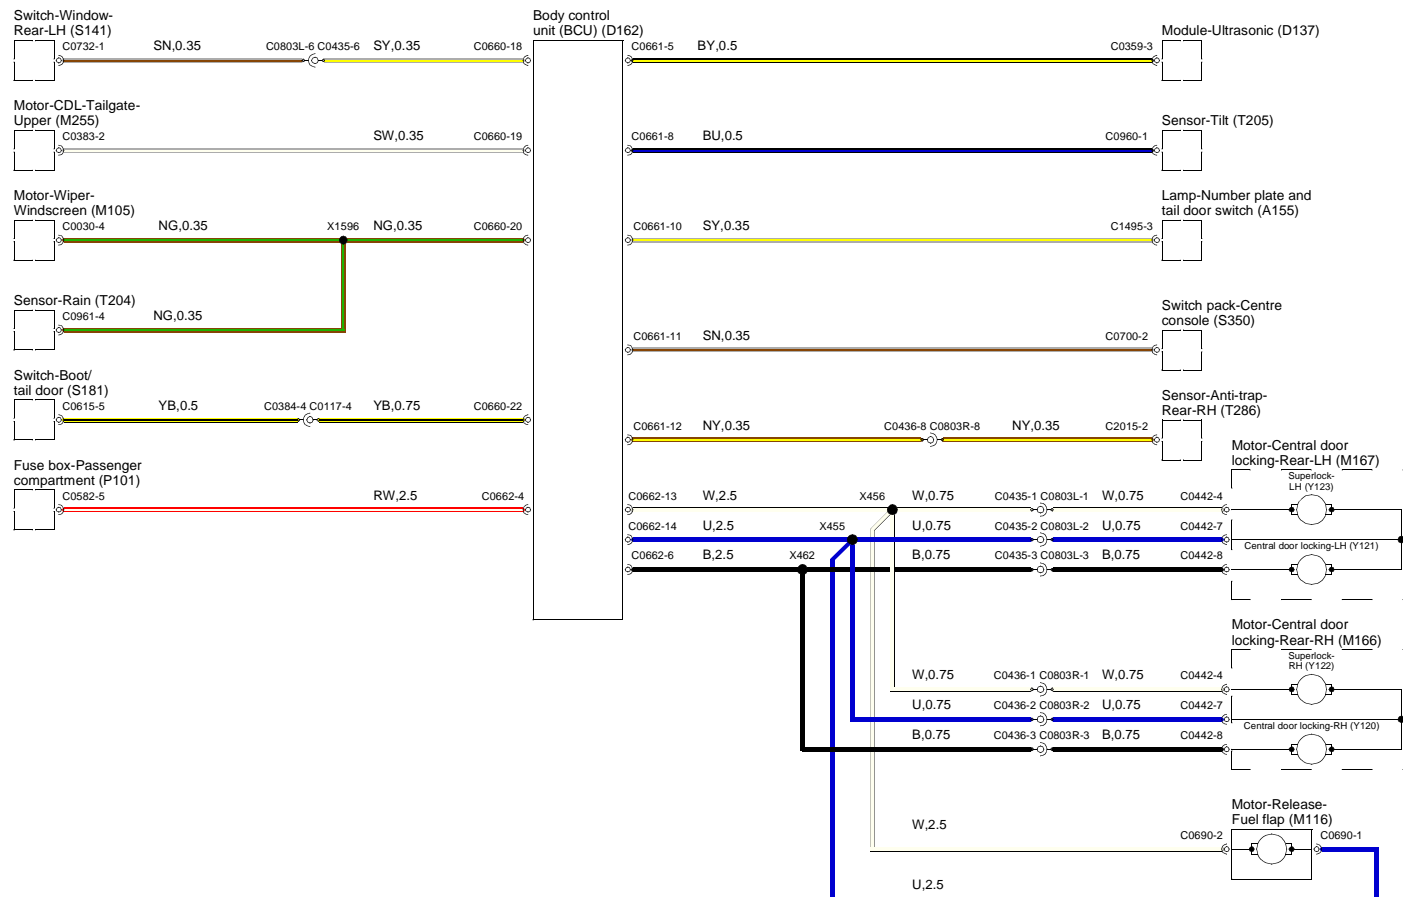 Switch-Window-
Rear-LH (S141)
C0732-1
SN,0.35
C0803L-6 C0435-6
SY,0.35
C0660-18
Motor-CDL-Tailgate-
Upper (M255)
C0383-2
SW,0.35
C0660-19
Motor-Wiper-
Windscreen (M105)
C0030-4
NG,0.35
X1596
NG,0.35
C0660-20
Sensor-Rain (T204)
C0961-4
NG,0.35
Switch-Boot/
tail door (S181)
C0615-5
YB,0.5
C0384-4 C0117-4
YB,0.75
C0660-22
Fuse box-Passenger
compartment (P101)
C0582-5
RW,2.5
C0662-4
Body control
unit (BCU) (D162)
C0661-5
BY,0.5
C0359-3
Module-Ultrasonic (D137)
C0661-8
BU,0.5
C0960-1
Sensor-Tilt (T205)
C0661-10
SY,0.35
C1495-3
Lamp-Number plate and
tail door switch (A155)
C0661-11
SN,0.35
C0700-2
Switch pack-Centre
console (S350)
C0661-12
NY,0.35
C0436-8 C0803R-8
NY,0.35
C2015-2
Sensor-Anti-trap-
Rear-RH (T286)
Motor-Central door
locking-Rear-LH (M167)
Superlock-
LH (Y123)
C0662-13
W,2.5
X456
W,0.75
C0435-1 C0803L-1
W,0.75
C0442-4
C0662-14
U,2.5
X455
U,0.75
C0435-2 C0803L-2
U,0.75
C0442-7
Central door locking-LH (Y121)
C0662-6
B,2.5
X462
B,0.75
C0435-3 C0803L-3
B,0.75
C0442-8
Motor-Central door
locking-Rear-RH (M166)
Superlock-
RH (Y122)
W,0.75
C0436-1 C0803R-1
W,0.75
C0442-4
U,0.75
C0436-2 C0803R-2
U,0.75
C0442-7
Central door locking-RH (Y120)
B,0.75
C0436-3 C0803R-3
B,0.75
C0442-8
Motor-Release-
Fuel flap (M116)
W,2.5
C0690-2
C0690-1
U,2.5